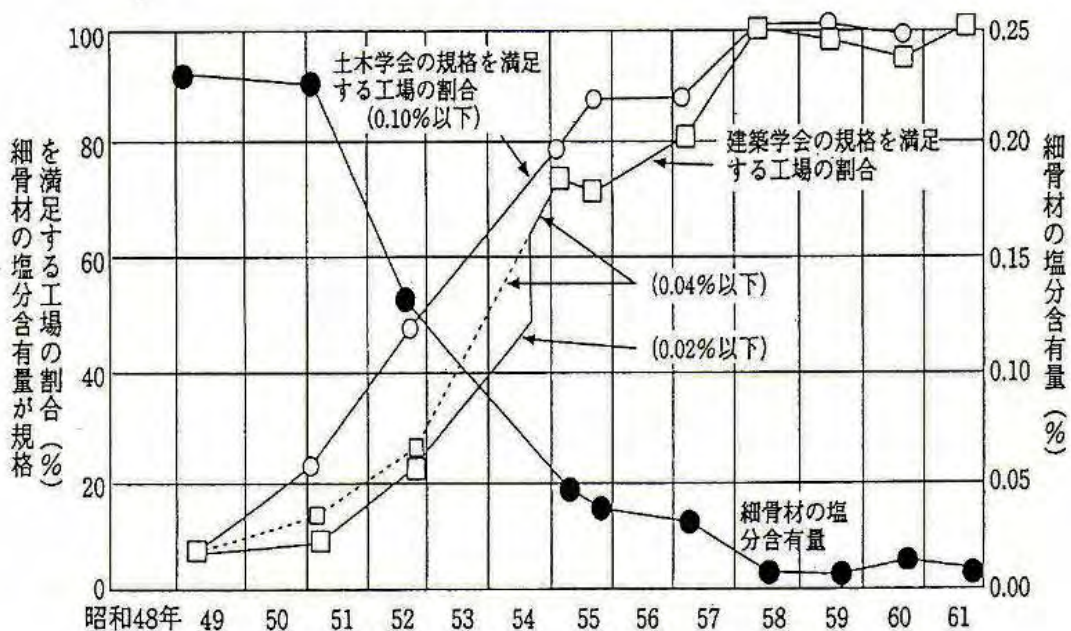 100
80
60
40
20
0
細骨材の塩分含有量が規格
を満足する工場の割合（％）
土木学会の規格を満足
する工場の割合
(0.10%以下)
建築学会の規格を満足
する工場の割合
(0.04%以下)
(0.02%以下)
細骨材の塩
分含有量
0.25
0.20
0.15
0.10
0.05
0.00
細骨材の塩分含有量（％）
昭和48年 49 50 51 52 53 54 55 56 57 58 59 60 61